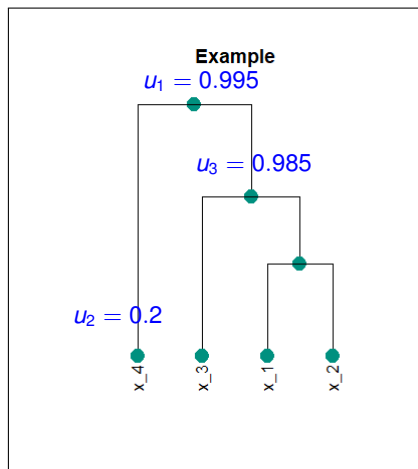 Example
u₁ = 0.995
u₃ = 0.985
u₂ = 0.2
x_4
x_3
x_1
x_2